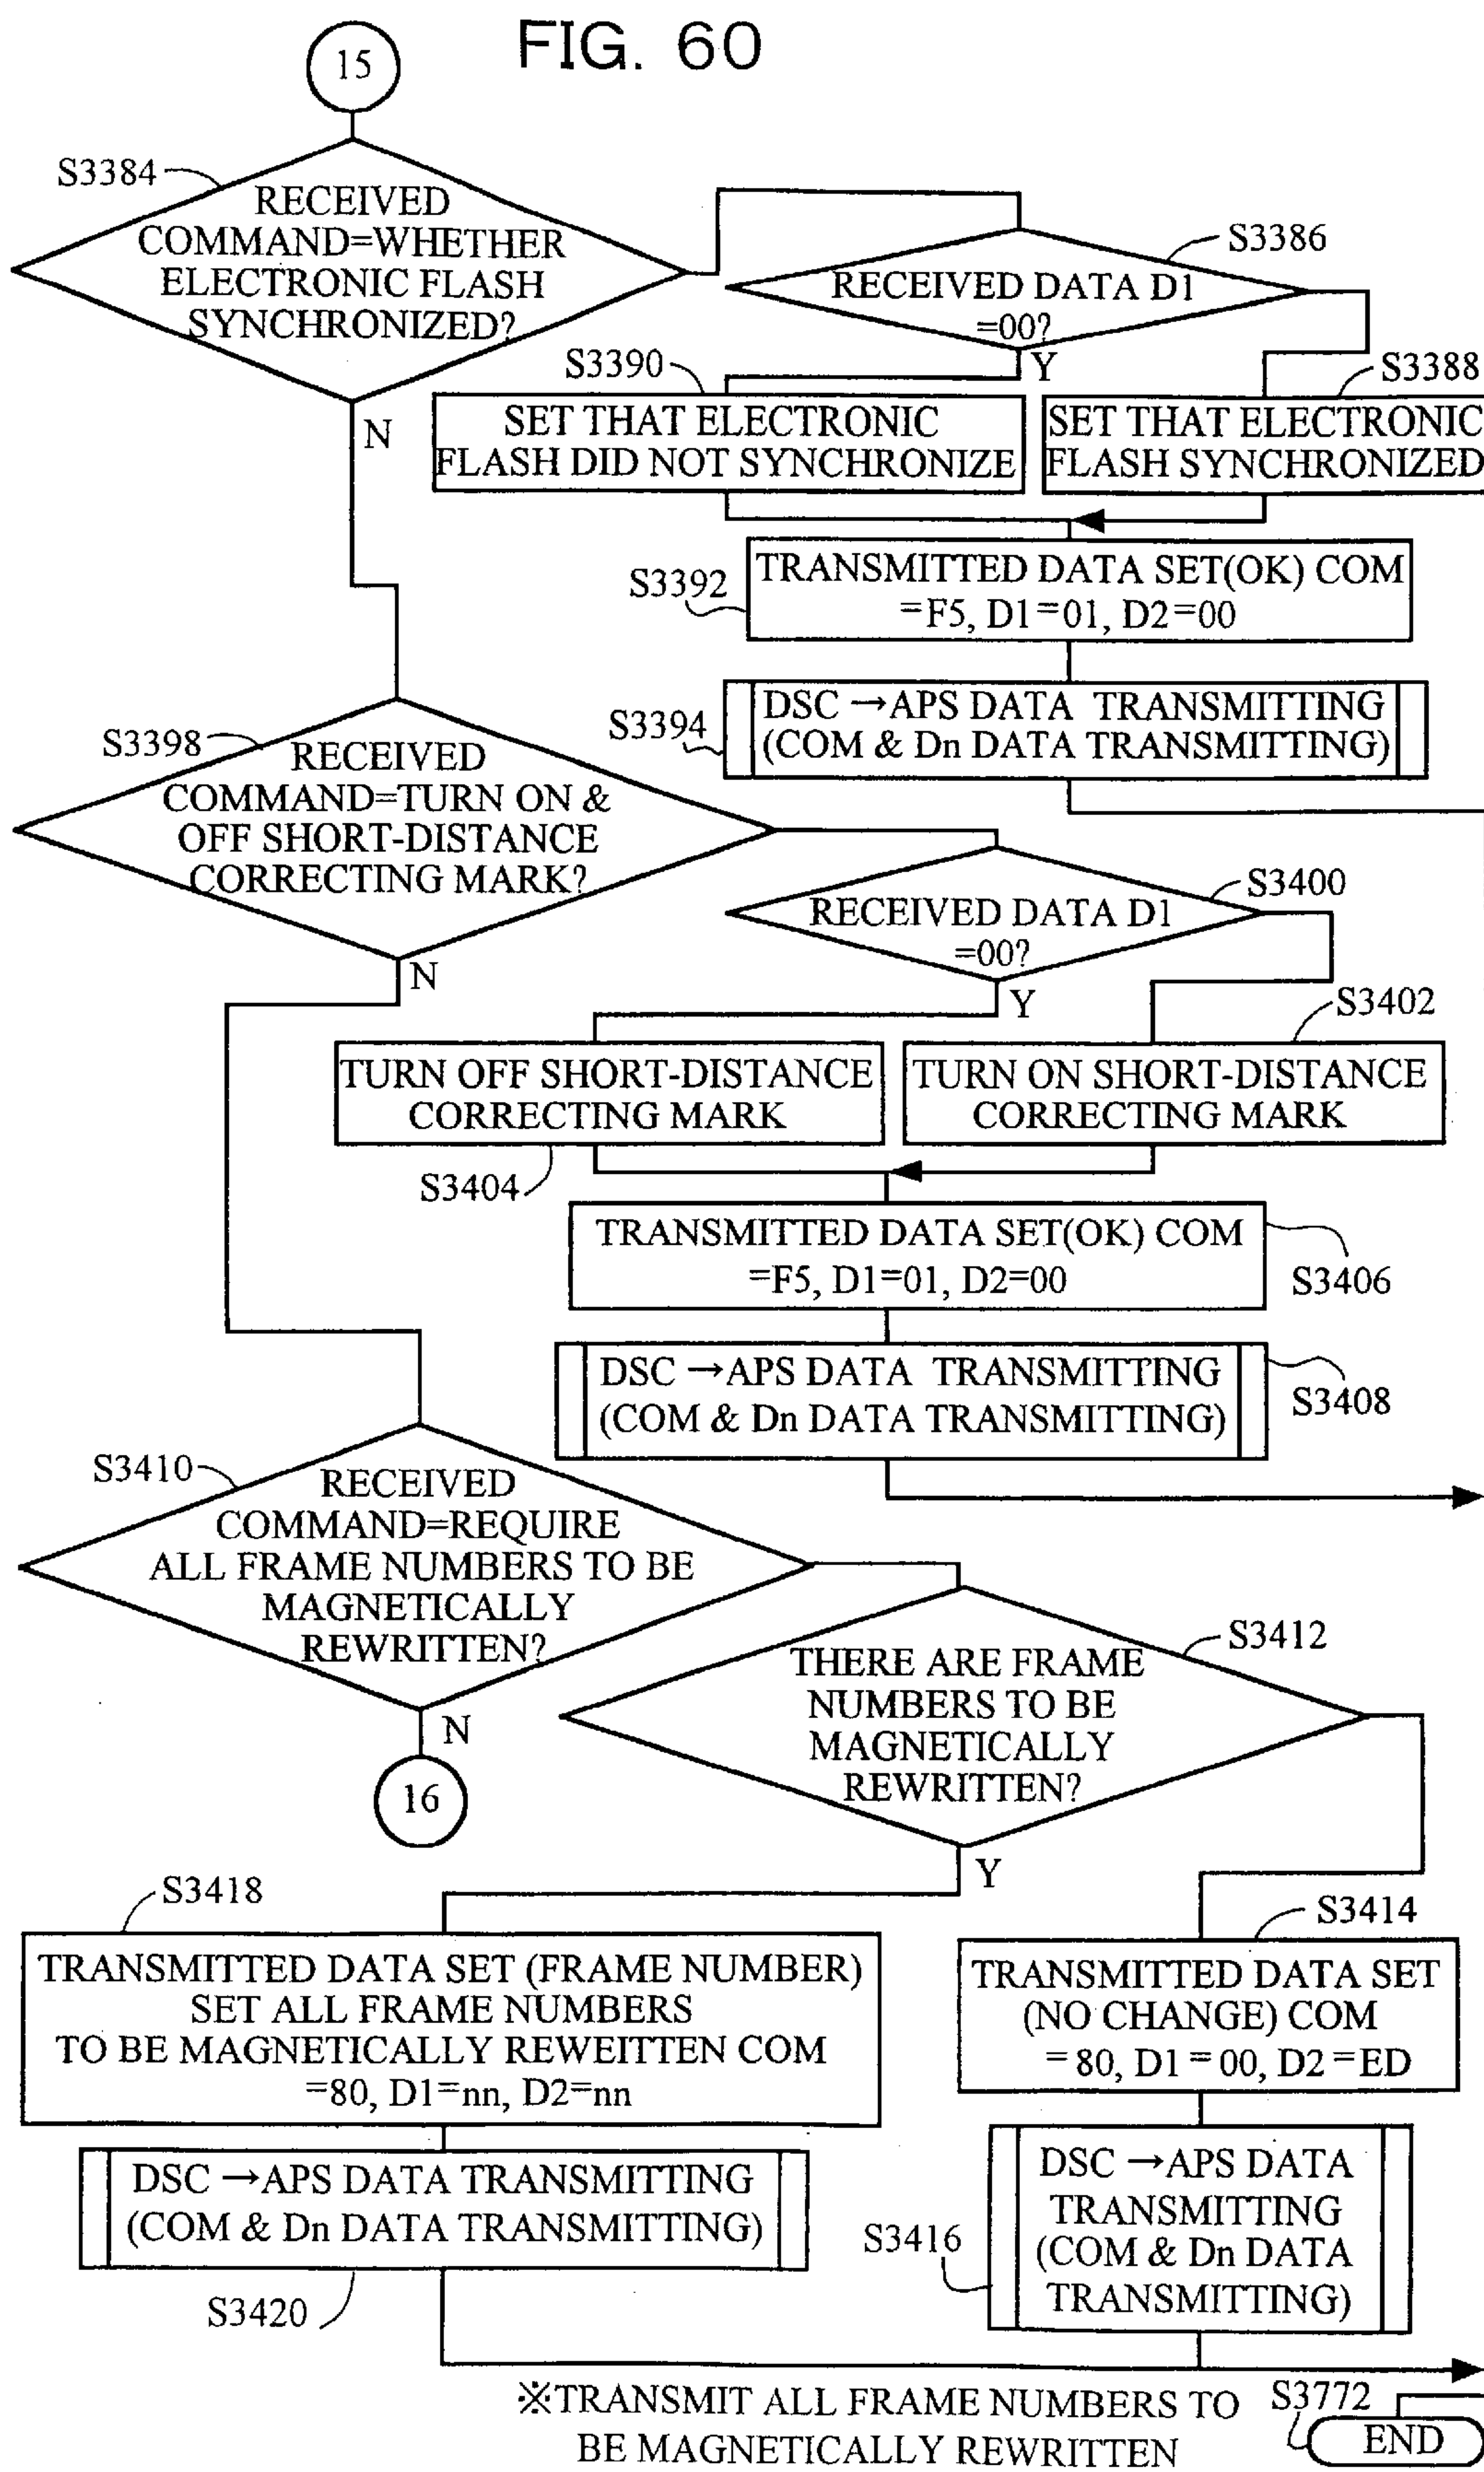 FIG. 60
15
S3384
RECEIVED
COMMAND=WHETHER
ELECTRONIC FLASH
SYNCHRONIZED?
N
S3386
RECEIVED DATA D1
=00?
Y
S3390
SET THAT ELECTRONIC
FLASH DID NOT SYNCHRONIZE
S3388
SET THAT ELECTRONIC
FLASH SYNCHRONIZED
S3392
TRANSMITTED DATA SET(OK) COM
=F5, D1=01, D2=00
S3394
DSC →APS DATA TRANSMITTING
(COM & Dn DATA TRANSMITTING)
S3398
RECEIVED
COMMAND=TURN ON &
OFF SHORT-DISTANCE
CORRECTING MARK?
N
S3400
RECEIVED DATA D1
=00?
Y
S3402
TURN OFF SHORT-DISTANCE
CORRECTING MARK
TURN ON SHORT-DISTANCE
CORRECTING MARK
S3404
TRANSMITTED DATA SET(OK) COM
=F5, D1=01, D2=00
S3406
DSC →APS DATA TRANSMITTING
(COM & Dn DATA TRANSMITTING)
S3408
S3410
RECEIVED
COMMAND=REQUIRE
ALL FRAME NUMBERS TO BE
MAGNETICALLY
REWRITTEN?
N
16
S3412
THERE ARE FRAME
NUMBERS TO BE
MAGNETICALLY
REWRITTEN?
Y
S3418
TRANSMITTED DATA SET (FRAME NUMBER)
SET ALL FRAME NUMBERS
TO BE MAGNETICALLY REWEITTEN COM
=80, D1=nn, D2=nn
S3414
TRANSMITTED DATA SET
(NO CHANGE) COM
=80, D1=00, D2=ED
DSC →APS DATA TRANSMITTING
(COM & Dn DATA TRANSMITTING)
S3420
S3416
DSC →APS DATA
TRANSMITTING
(COM & Dn DATA
TRANSMITTING)
※TRANSMIT ALL FRAME NUMBERS TO
BE MAGNETICALLY REWRITTEN
S3772
END